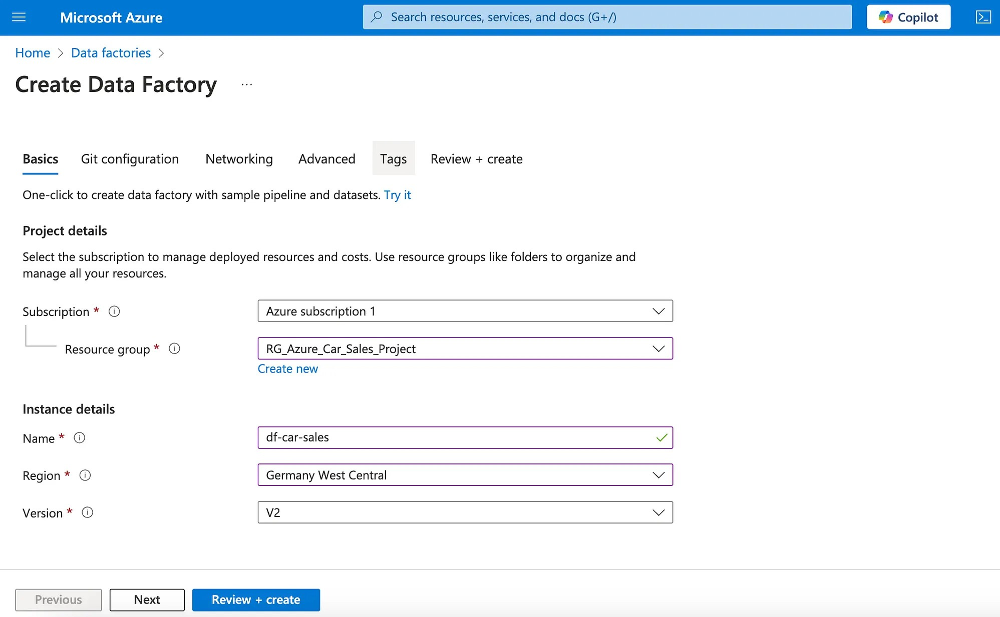 Microsoft Azure
Search resources, services, and docs (G+/)
Copilot
Home > Data factories >
Create Data Factory ...
Basics Git configuration Networking Advanced Tags Review + create
One-click to create data factory with sample pipeline and datasets. Try it
Project details
Select the subscription to manage deployed resources and costs. Use resource groups like folders to organize and
manage all your resources.
Subscription * Azure subscription 1
Resource group * RG_Azure_Car_Sales_Project
Create new
Instance details
Name * df-car-sales
Region * Germany West Central
Version * V2
Previous Next Review + create